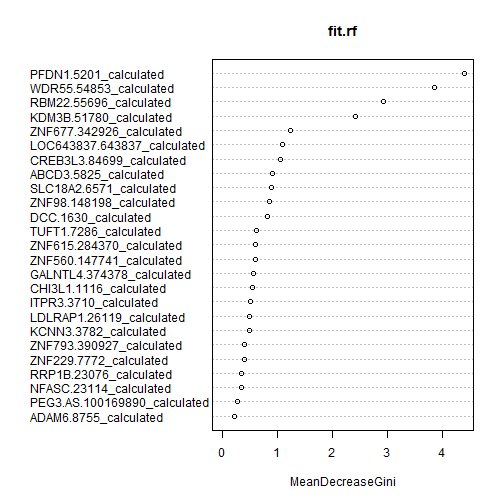 fit.rf
PFDN1.5201_calculated
WDR55.54853_calculated
RBM22.55696_calculated
KDM3B.51780_calculated
ZNF677.342926_calculated
LOC643837.643837_calculated
CREB3L3.84699_calculated
ABCD3.5825_calculated
SLC18A2.6571_calculated
ZNF98.148198_calculated
DCC.1630_calculated
TUFT1.7286_calculated
ZNF615.284370_calculated
ZNF560.147741_calculated
GALNTL4.374378_calculated
CHI3L1.1116_calculated
ITPR3.3710_calculated
LDLRAP1.26119_calculated
KCNN3.3782_calculated
ZNF793.390927_calculated
ZNF229.7772_calculated
RRP1B.23076_calculated
NFASC.23114_calculated
PEG3.AS.100169890_calculated
ADAM6.8755_calculated
0 1 2 3 4
MeanDecreaseGini